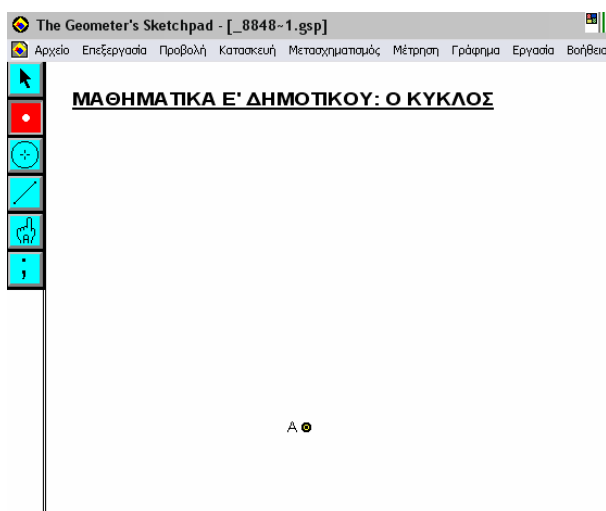 The Geometer's Sketchpad - [_8848~1.gsp]
Αρχείο Επεξεργασία Προβολή Κατασκευή Μετασχηματισμός Μέτρηση Γράφημα Εργασία Βοήθεια
ΜΑΘΗΜΑΤΙΚΑ Ε' ΔΗΜΟΤΙΚΟΥ: Ο ΚΥΚΛΟΣ
A
;
A